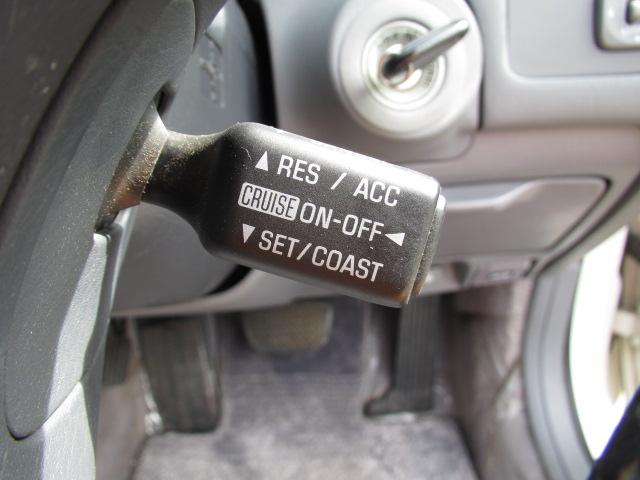 ▲ RES / ACC
CRUISE ON-OFF ◀
▼ SET/COAST